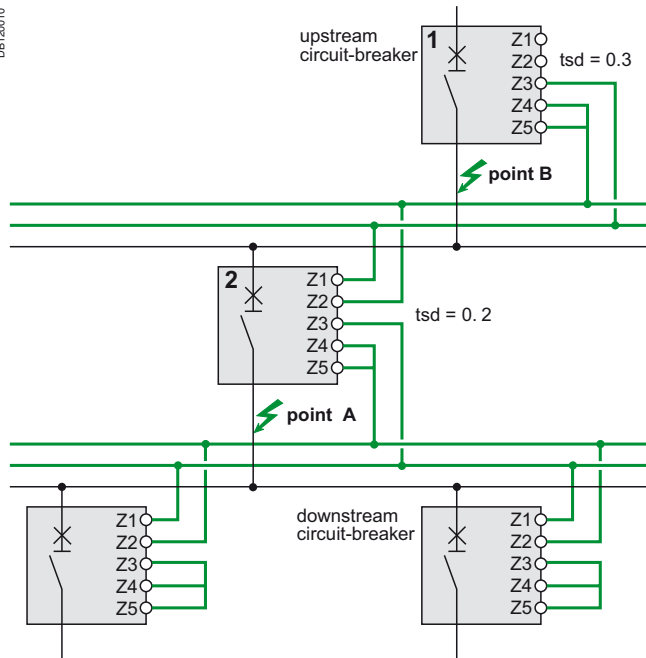 upstream
circuit-breaker
1
Z1
Z2
Z3
Z4
Z5
tsd = 0.3
point B
2
Z1
Z2
Z3
Z4
Z5
tsd = 0. 2
point A
Z1
Z2
Z3
Z4
Z5
downstream
circuit-breaker
Z1
Z2
Z3
Z4
Z5